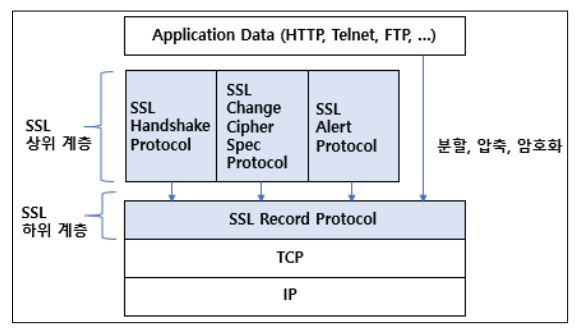 Application Data (HTTP, Telnet, FTP, ...)
SSL
상위 계층
SSL
Handshake
Protocol
SSL
Change
Cipher
Spec
Protocol
SSL
Alert
Protocol
분할, 압축, 암호화
SSL
하위 계층
SSL Record Protocol
TCP
IP